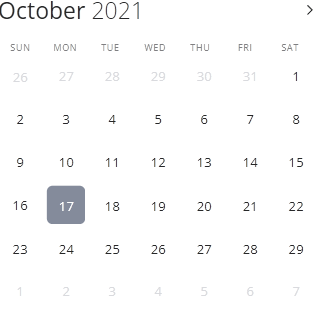 October 2021
SUN MON TUE WED THU FRI SAT
26 27 28 29 30 31 1
2 3 4 5 6 7 8
9 10 11 12 13 14 15
16 17 18 19 20 21 22
23 24 25 26 27 28 29
1 2 3 4 5 6 7